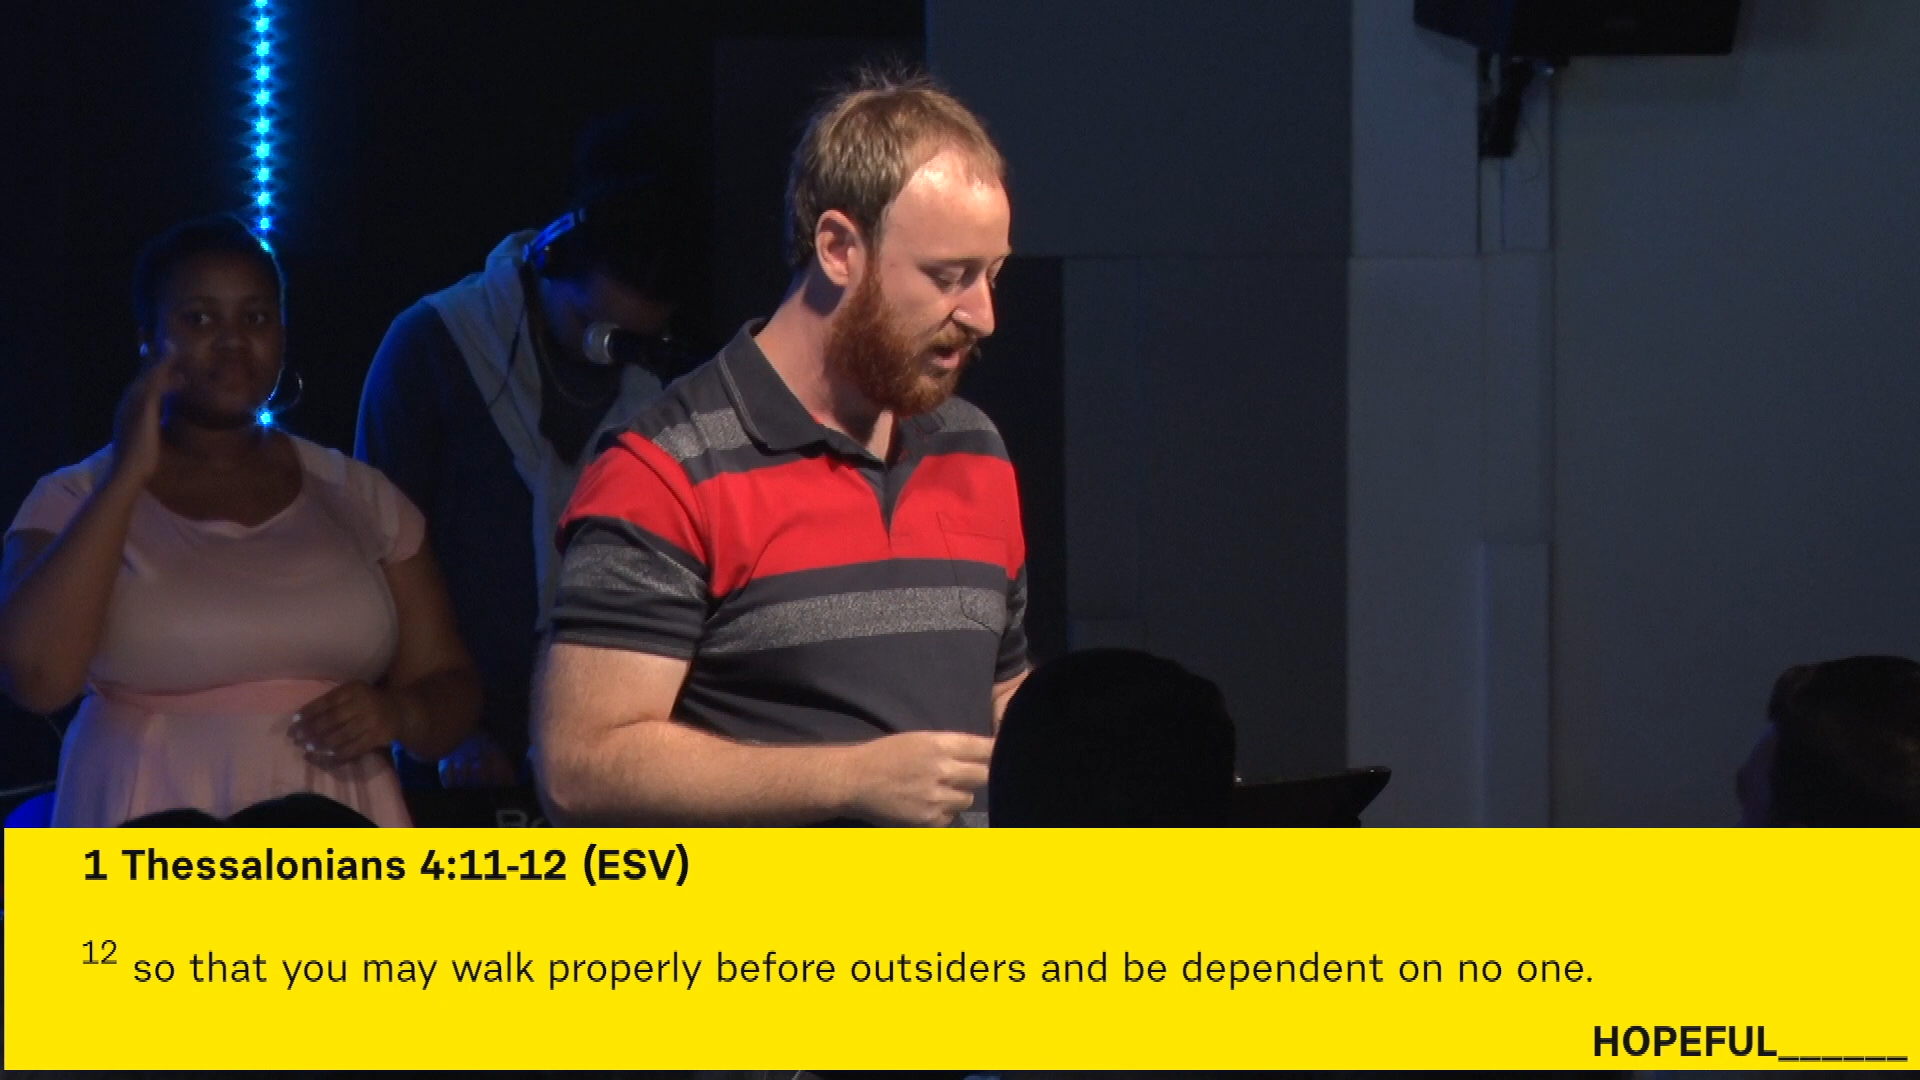 1 Thessalonians 4:11-12 (ESV)
12 so that you may walk properly before outsiders and be dependent on no one.
HOPEFUL______